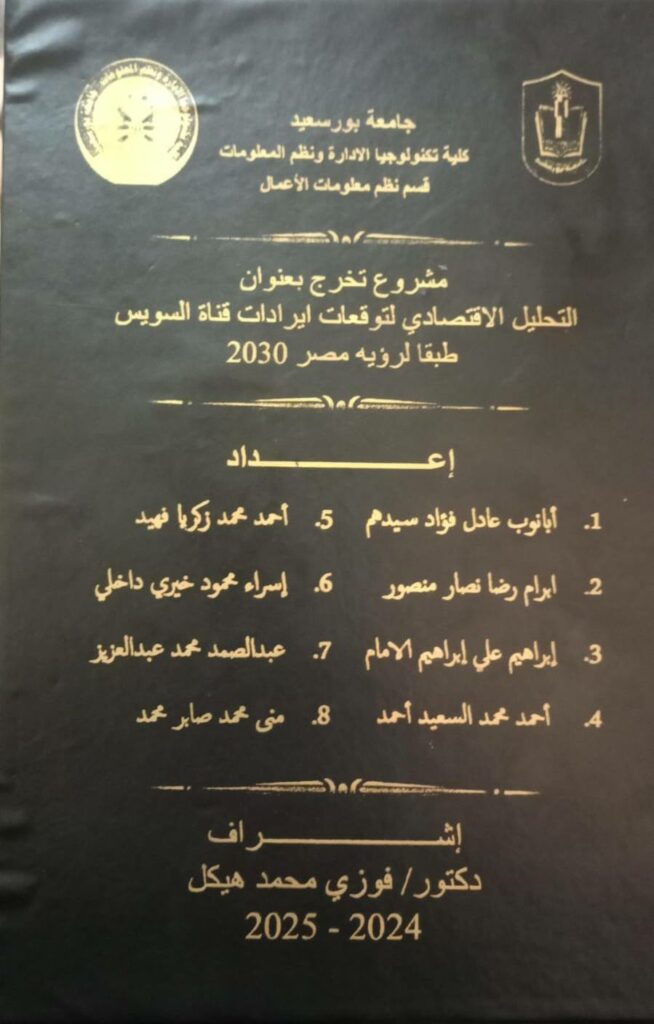 جامعة بورسعيد
كلية تكنولوجيا الادارة ونظم المعلومات
قسم نظم معلومات الأعمال
مشروع تخرج بعنوان
التحليل الاقتصادي لتوقعات ايرادات قناة السويس
طبقا لرؤيه مصر 2030
إعــــــــــــداد
1. أبانوب عادل فؤاد سيدهم
5. أحمد محمد زكريا فهيد
2. ابرام رضا نصار منصور
6. إسراء محمود خيري داخلي
3. إبراهيم علي إبراهيم الامام
7. عبدالصمد محمد عبدالعزيز
4. أحمد محمد السعيد أحمد
8. منى محمد صابر محمد
إشــــــــــــراف
دكتور/ فوزي محمد هيكل
2024 - 2025